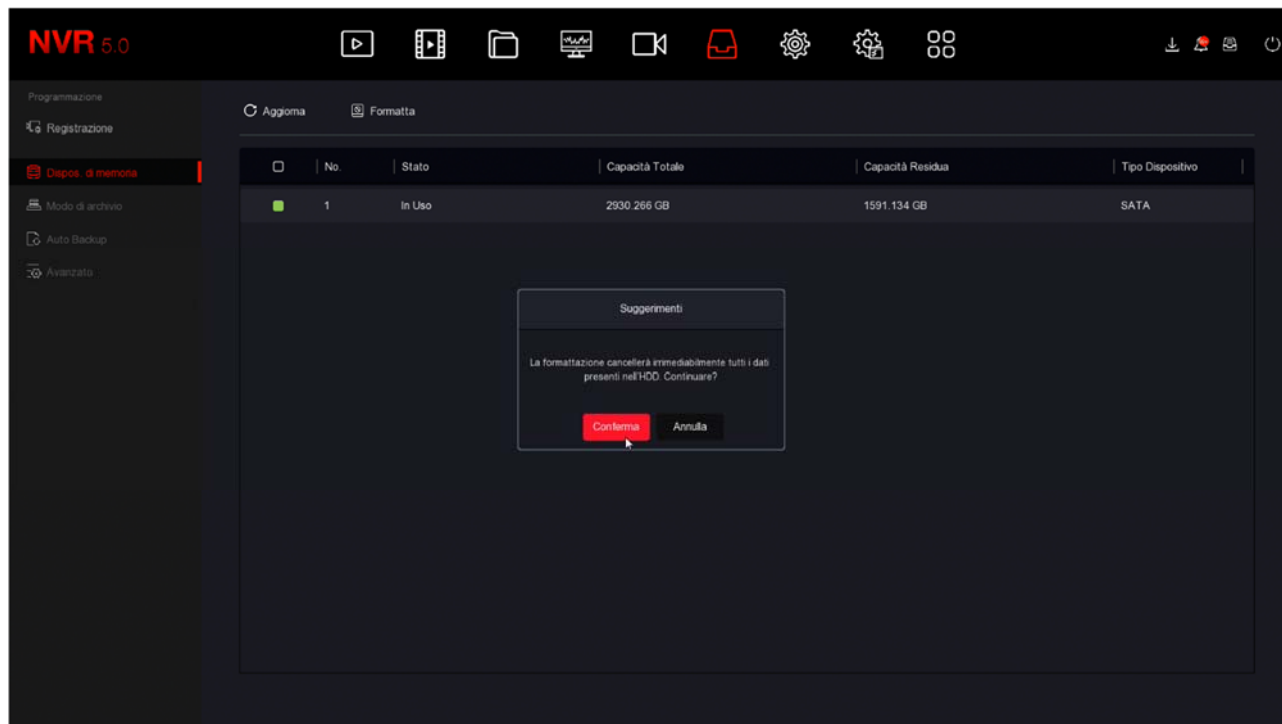 NVR 5.0
Programmazione
Registrazione
Dispos. di memoria
Modo di archivio
Auto Backup
Avanzato
Aggiorna Formatta
No. Stato Capacità Totale Capacità Residua Tipo Dispositivo
1 In Uso 2930.266 GB 1591.134 GB SATA
Suggerimenti
La formattazione cancellerà irrimediabilmente tutti i dati
presenti nell'HDD. Continuare?
Conferma Annulla